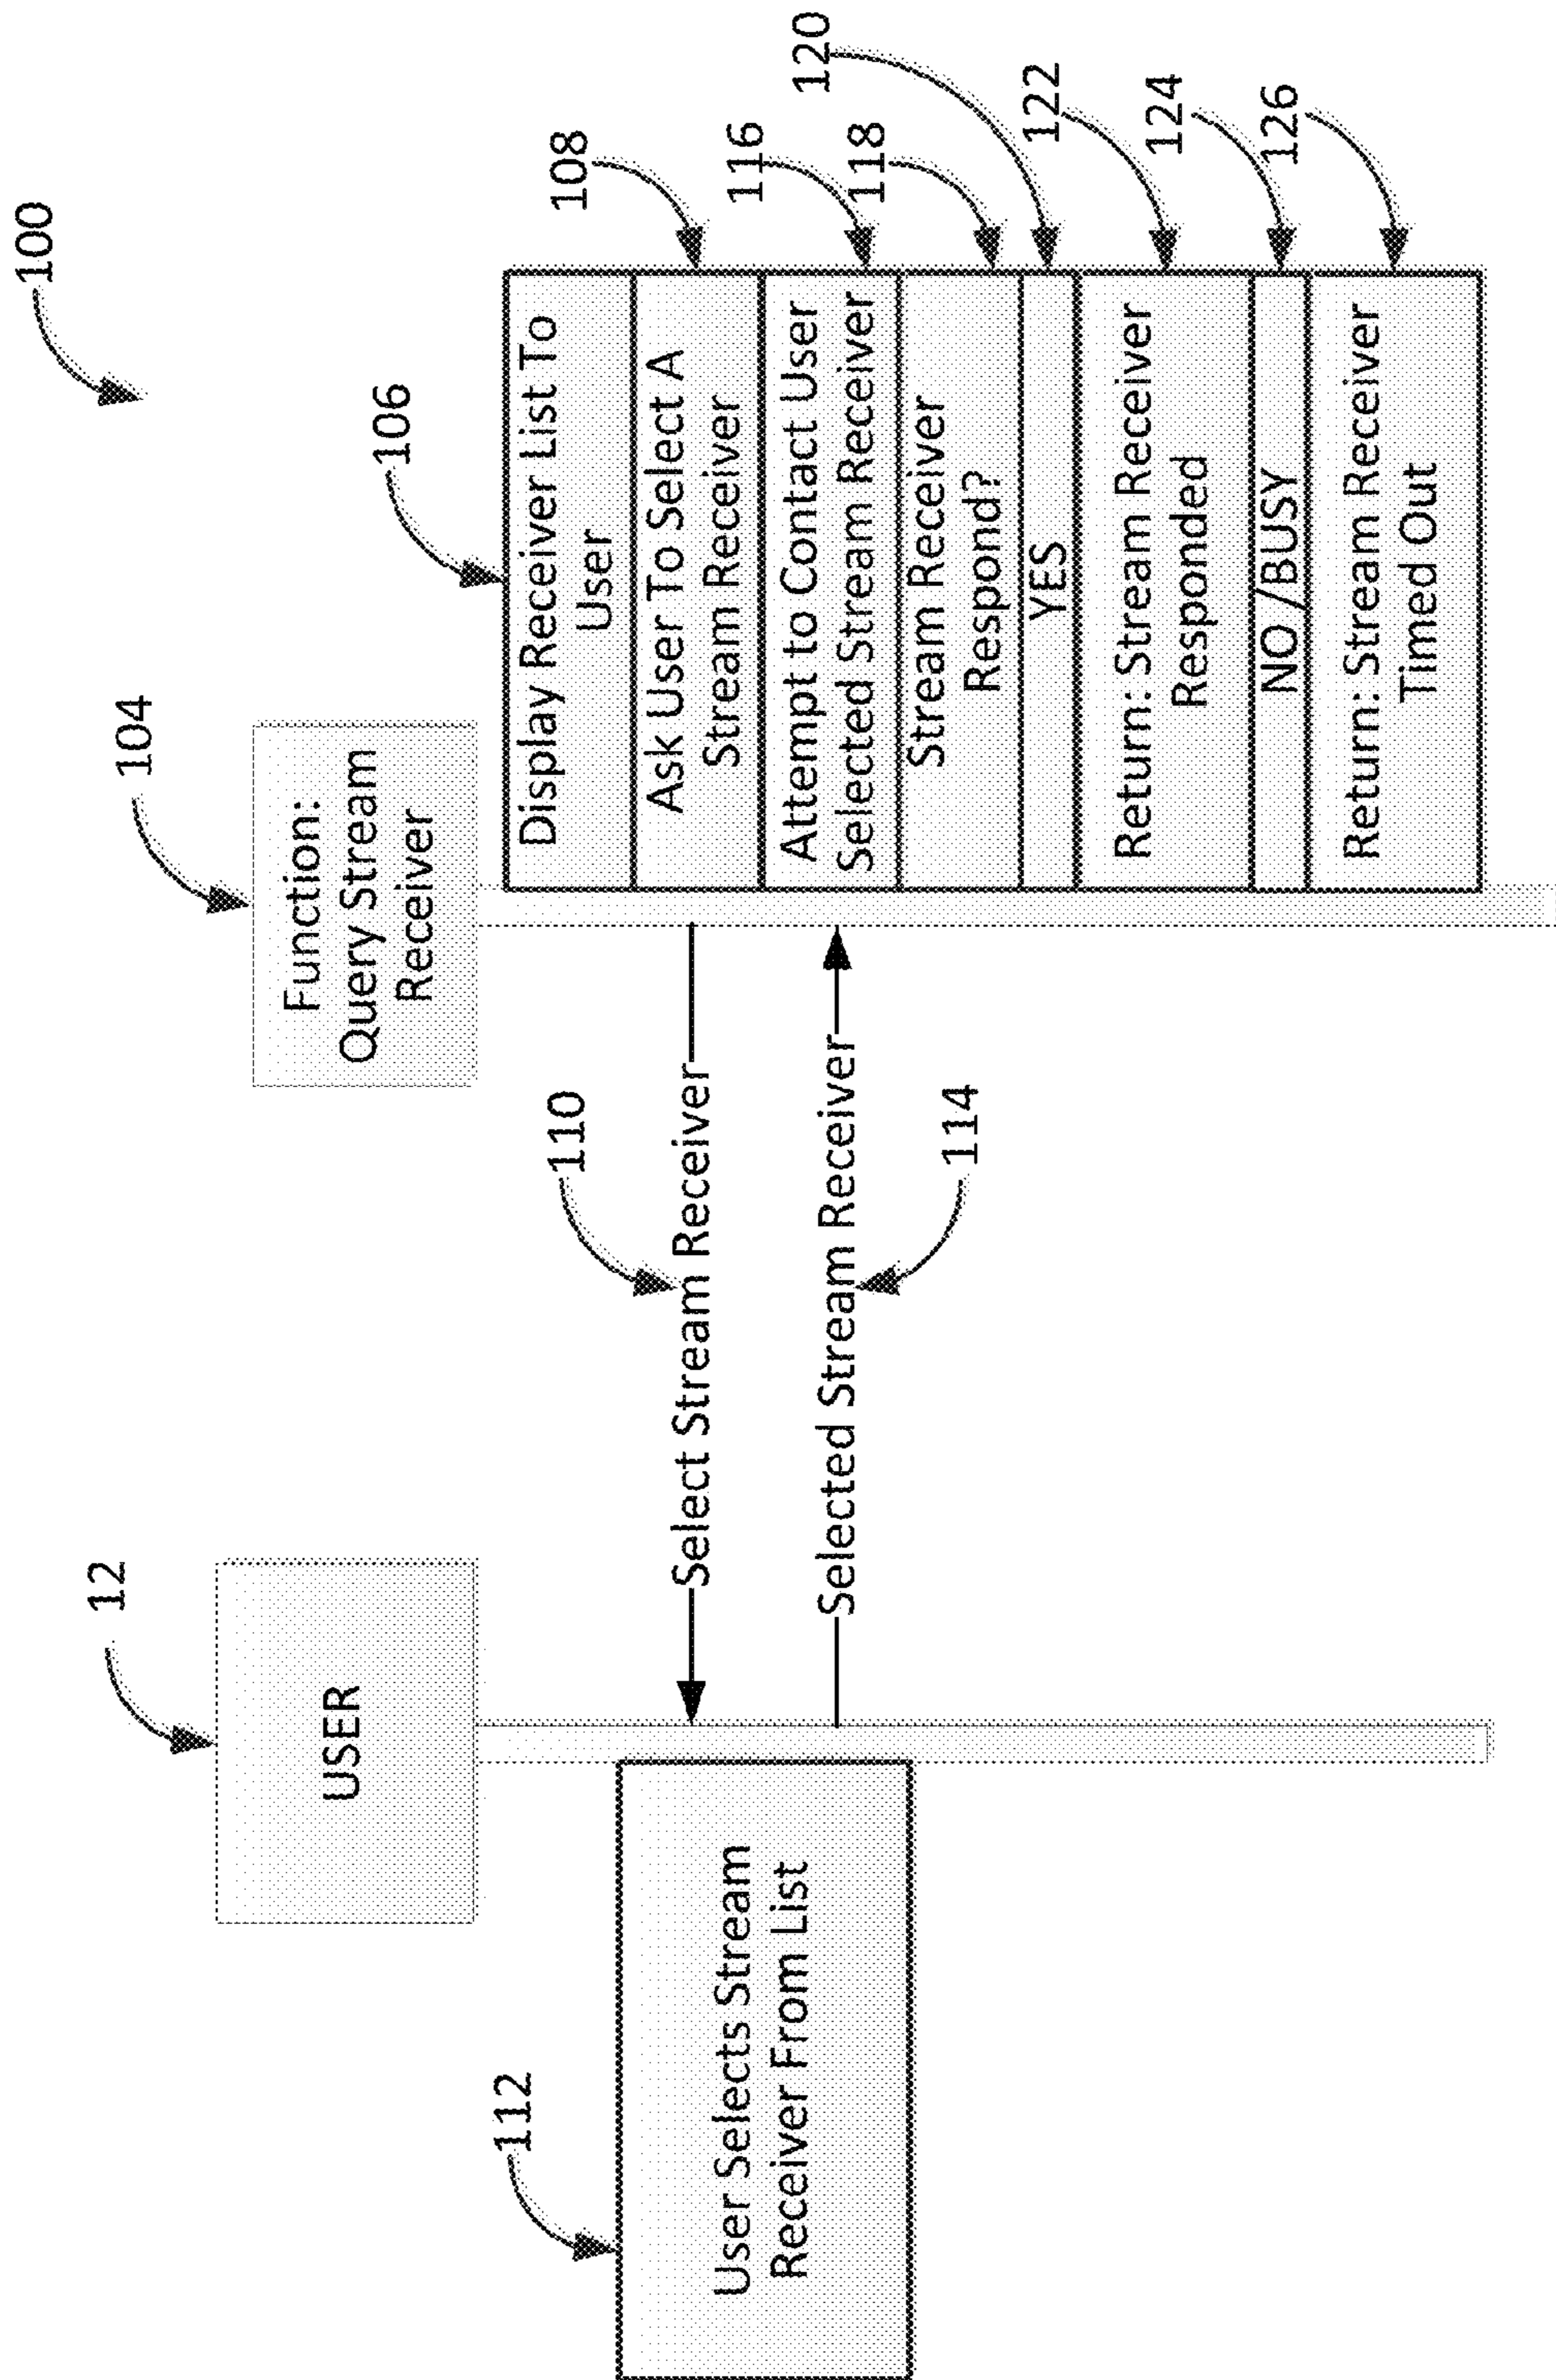 100
12
USER
104
Function:
Query Stream
Receiver
106
Display Receiver List To
User
108
Ask User To Select A
Stream Receiver
110
Select Stream Receiver
112
User Selects Stream
Receiver From List
114
Selected Stream Receiver
116
Attempt to Contact User
Selected Stream Receiver
118
Stream Receiver
Respond?
120
YES
122
Return: Stream Receiver
Responded
124
NO /BUSY
126
Return: Stream Receiver
Timed Out